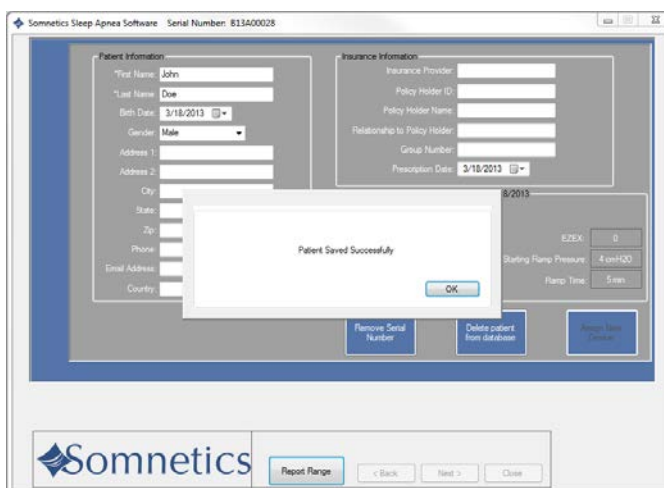 Somnetics Sleep Apnea Software Serial Number: B13A00028
Patient Information
*First Name: John
*Last Name: Doe
Birth Date: 3/18/2013
Gender: Male
Address 1:
Address 2:
City:
State:
Zip:
Phone:
Email Address:
Country:
Insurance Information
Insurance Provider:
Policy Holder ID:
Policy Holder Name:
Relationship to Policy Holder:
Group Number:
Prescription Date: 3/18/2013
8/2013
EZEX: 0
Starting Ramp Pressure: 4 cmH2O
Ramp Time: 5 min
Patient Saved Successfully
OK
Remove Serial
Number
Delete patient
from database
Assign New
Device
Somnetics
Report Range
< Back
Next >
Close